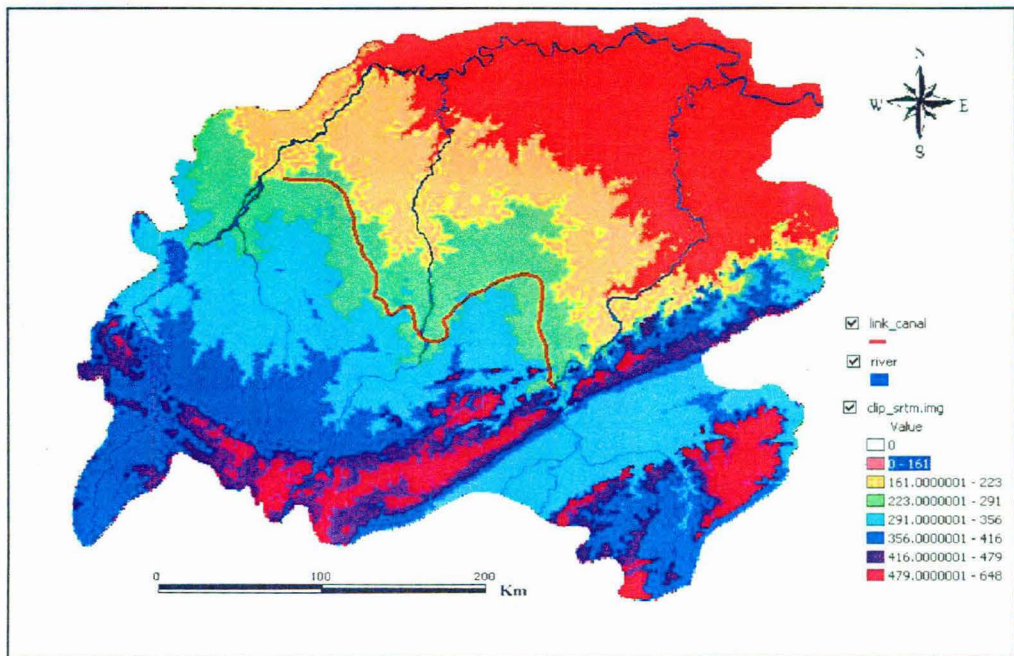 N
W E
S
link_canal
river
clip_srtm.img
Value
0
0 - 161
161.0000001 - 223
223.0000001 - 291
291.0000001 - 356
356.0000001 - 416
416.0000001 - 479
479.0000001 - 648
0 100 200
Km